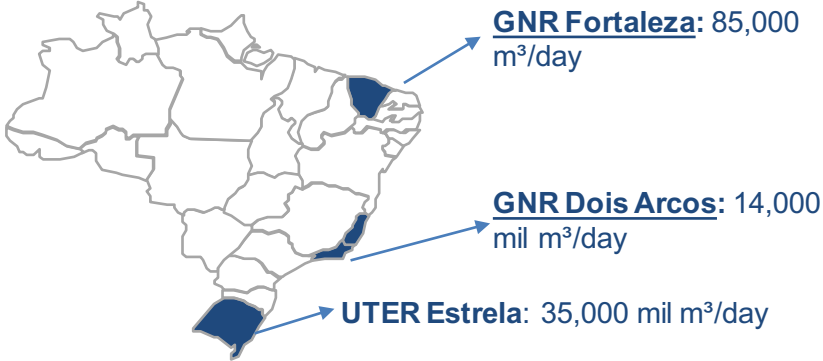 GNR Fortaleza: 85,000
m³/day
GNR Dois Arcos: 14,000
mil m³/day
UTER Estrela: 35,000 mil m³/day